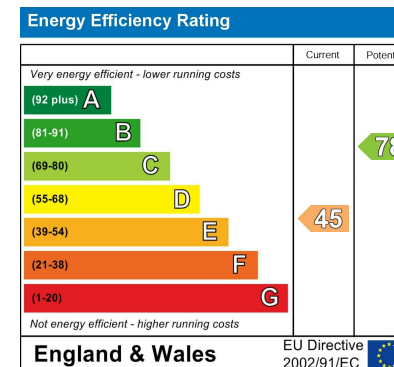 Energy Efficiency Rating
Current
Very energy efficient - lower running costs
(92 plus) A
(81-91) B
(69-80) C
(55-68) D
(39-54) E
(21-38) F
(1-20) G
45
Not energy efficient - higher running costs
England & Wales
EU Directive
2002/91/EC